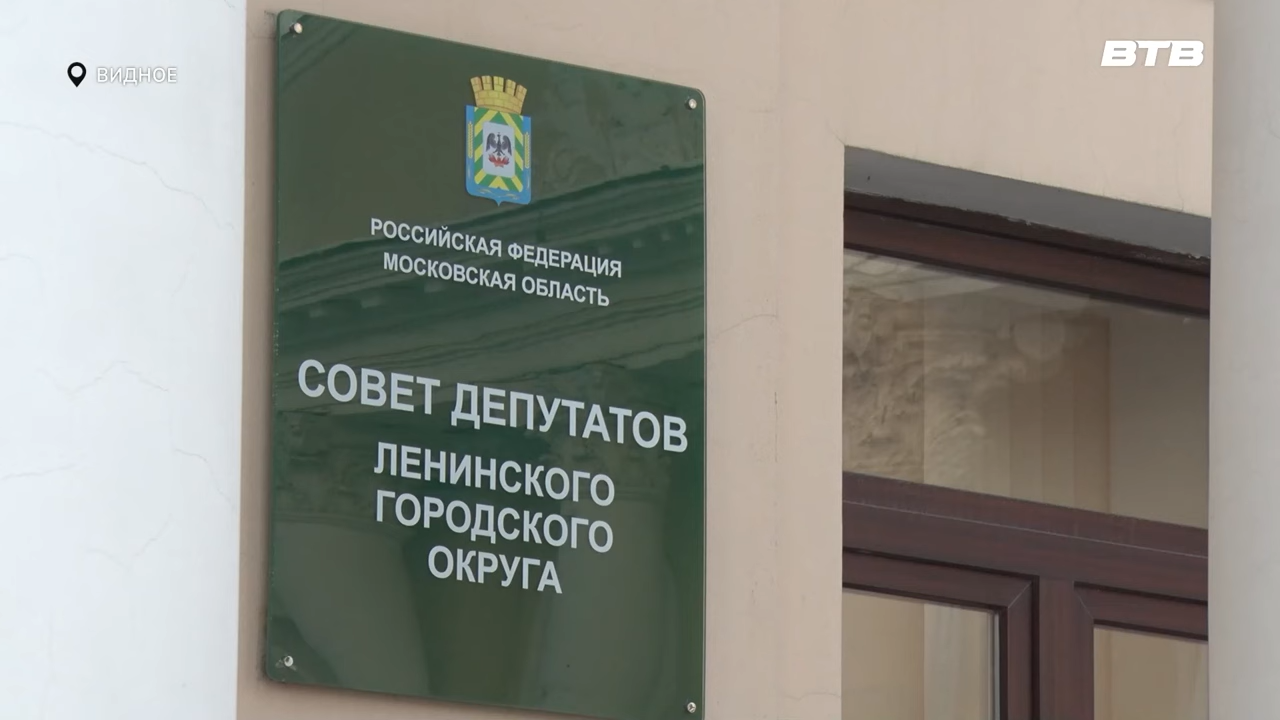 ВИДНОЕ
ВТВ
РОССИЙСКАЯ ФЕДЕРАЦИЯ
МОСКОВСКАЯ ОБЛАСТЬ
СОВЕТ ДЕПУТАТОВ
ЛЕНИНСКОГО
ГОРОДСКОГО
ОКРУГА